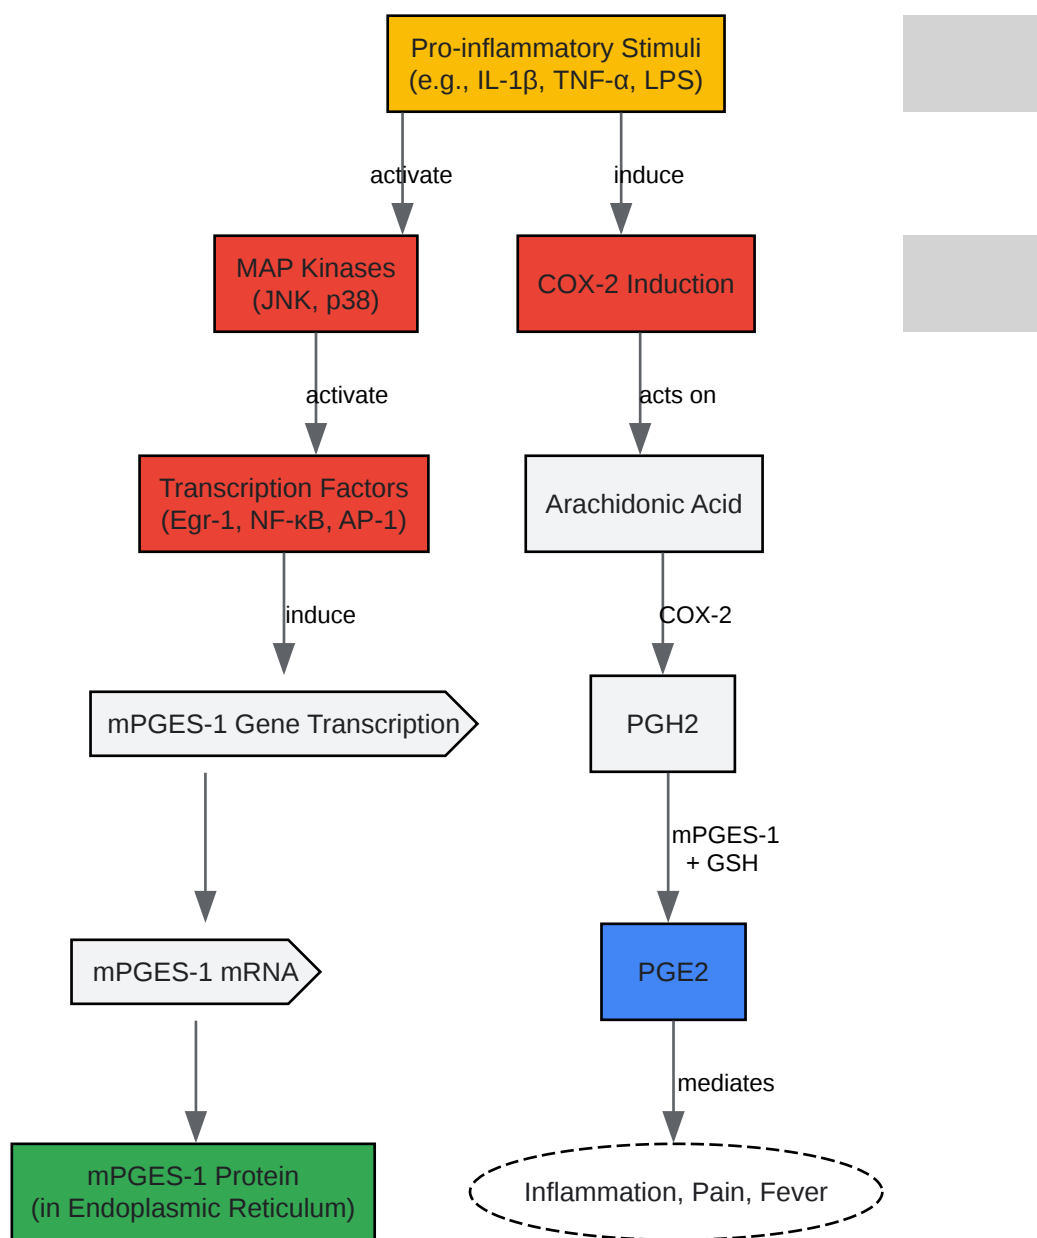 Pro-inflammatory Stimuli
(e.g., IL-1β, TNF-α, LPS)
activate
induce
MAP Kinases
(JNK, p38)
COX-2 Induction
activate
acts on
Transcription Factors
(Egr-1, NF-κB, AP-1)
Arachidonic Acid
induce
COX-2
mPGES-1 Gene Transcription
PGH2
mPGES-1
+ GSH
mPGES-1 mRNA
PGE2
mediates
mPGES-1 Protein
(in Endoplasmic Reticulum)
Inflammation, Pain, Fever